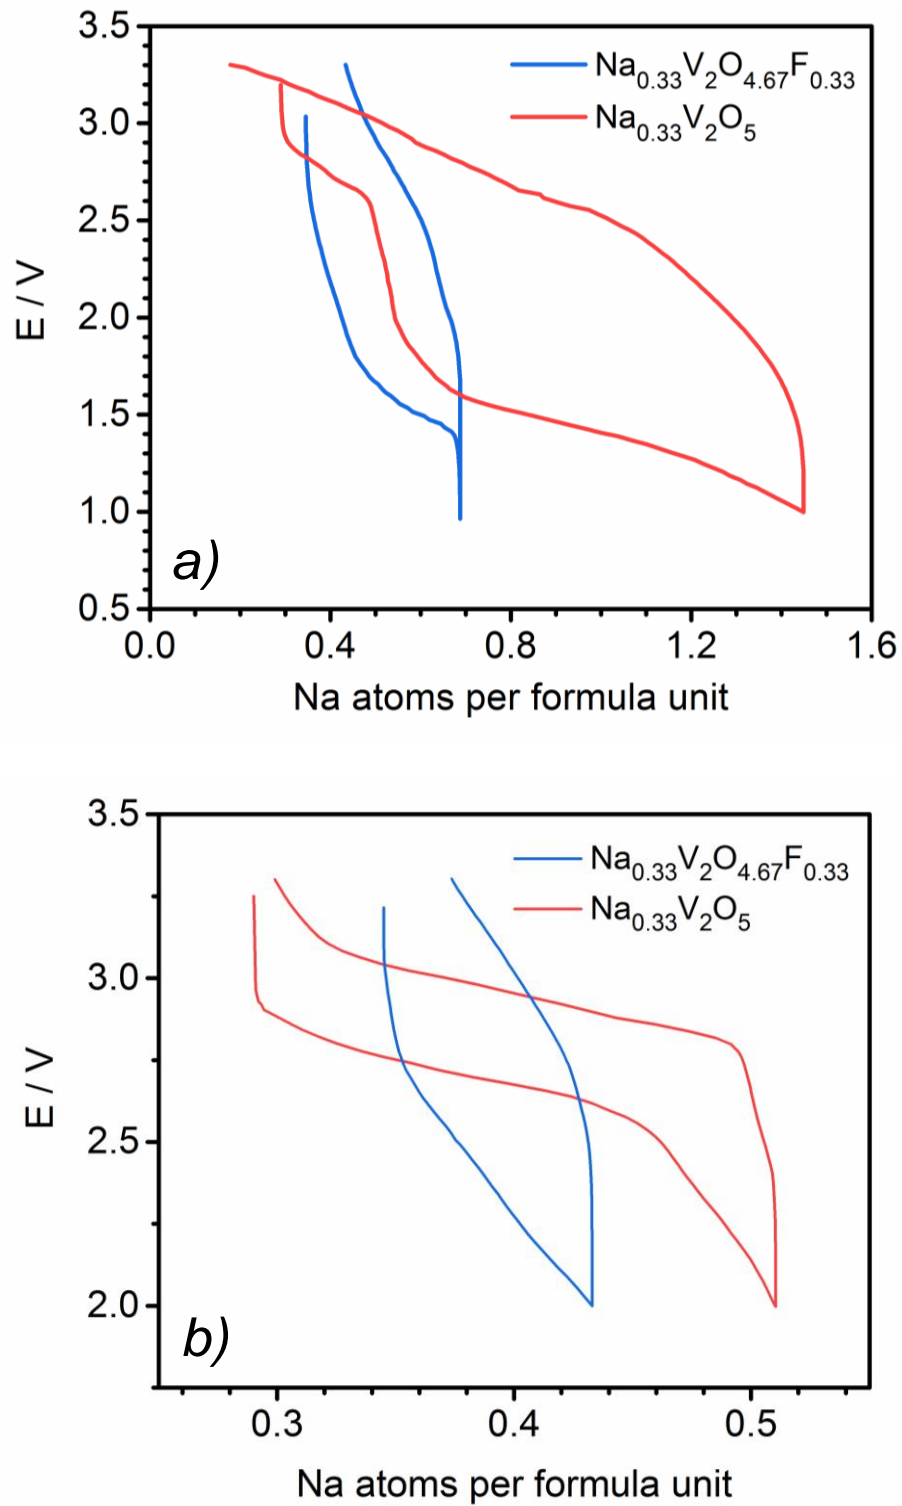 3.5
Na0.33V2O4.67F0.33
3.0
Na0.33V2O5
2.5
E / V
2.0
1.5
1.0
a)
0.5
0.0 0.4 0.8 1.2 1.6
Na atoms per formula unit
3.5
Na0.33V2O4.67F0.33
Na0.33V2O5
3.0
E / V
2.5
2.0
b)
0.3 0.4 0.5
Na atoms per formula unit